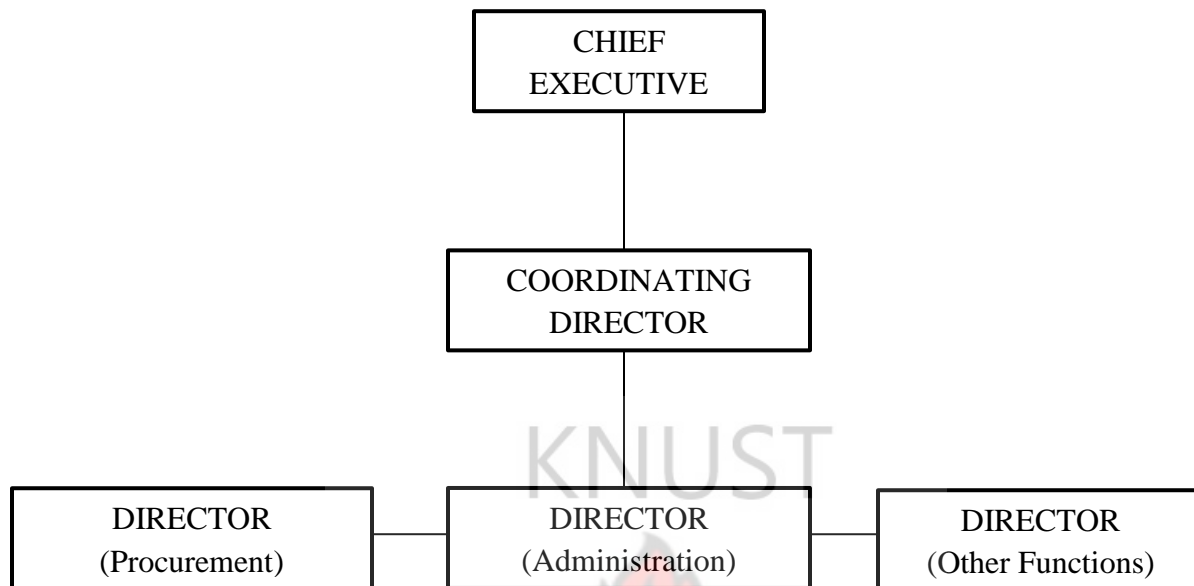 CHIEF
EXECUTIVE
COORDINATING
DIRECTOR
KNUST
DIRECTOR
(Procurement)
DIRECTOR
(Administration)
DIRECTOR
(Other Functions)